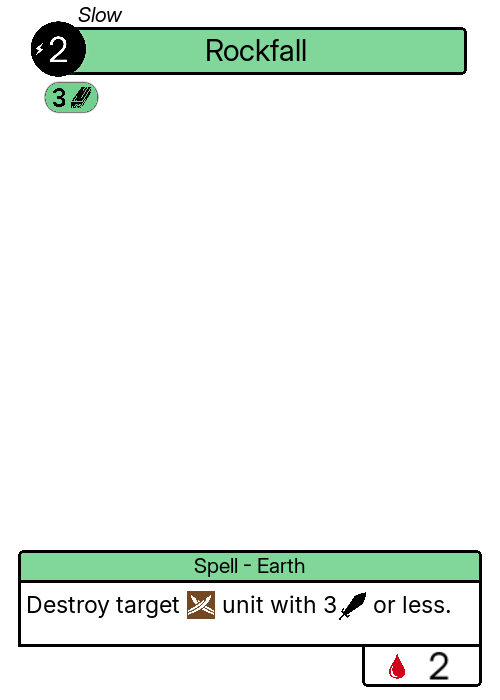 Slow
2 Rockfall
3
Spell - Earth
Destroy target unit with 3 or less.
2